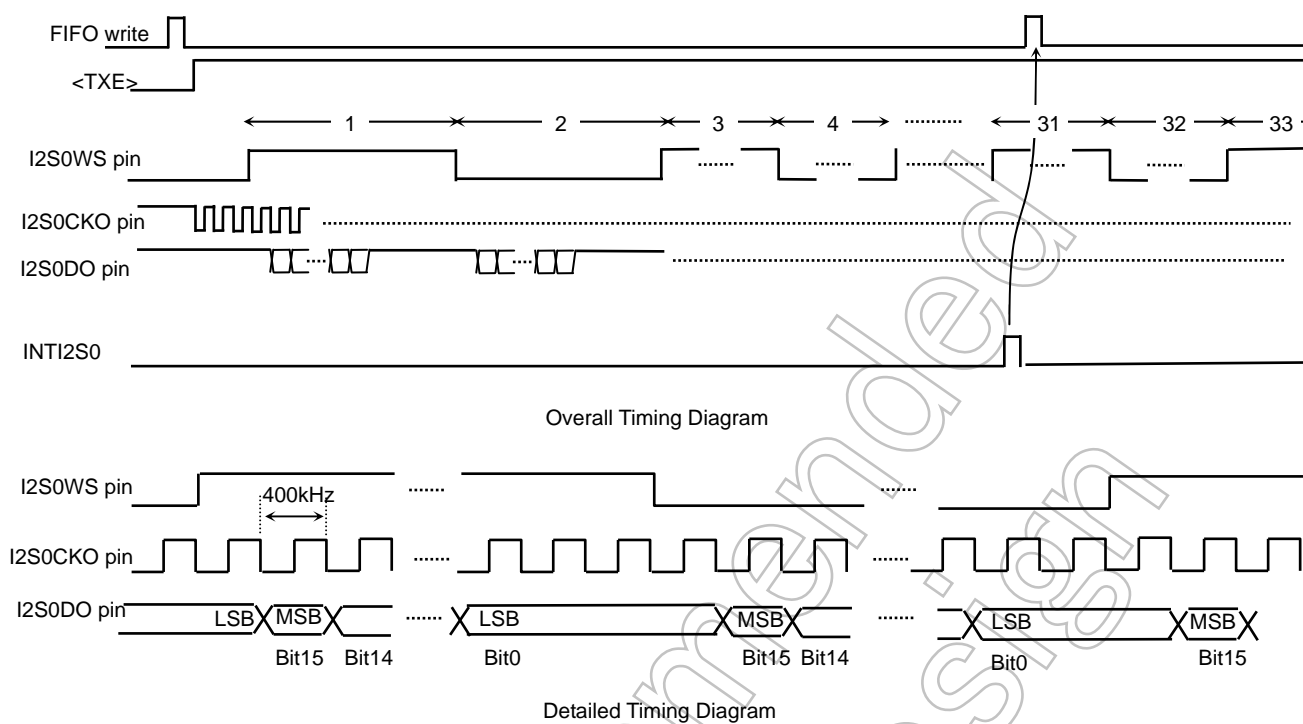 FIFO write
<TXE>
1 2 3 4 31 32 33
I2S0WS pin
I2S0CKO pin
I2S0DO pin
INTI2S0
Overall Timing Diagram
I2S0WS pin
400kHz
I2S0CKO pin
I2S0DO pin
LSB MSB LSB MSB LSB MSB
Bit15 Bit14 Bit0 Bit15 Bit14 Bit0 Bit15
Detailed Timing Diagram